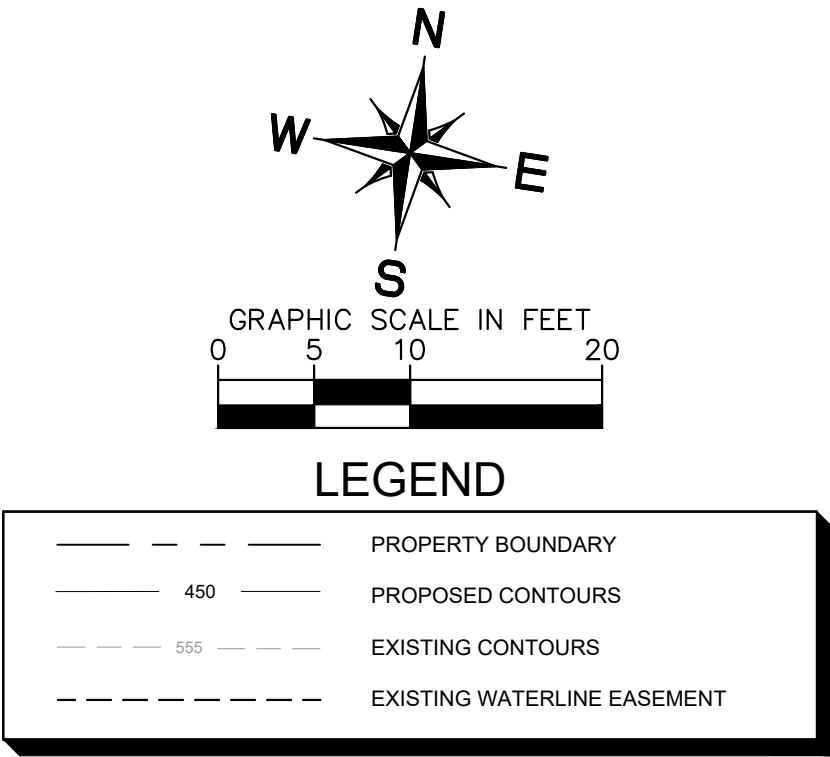 N
W
E
S
GRAPHIC SCALE IN FEET
0 5 10 20
LEGEND
PROPERTY BOUNDARY
450 PROPOSED CONTOURS
555 EXISTING CONTOURS
EXISTING WATERLINE EASEMENT